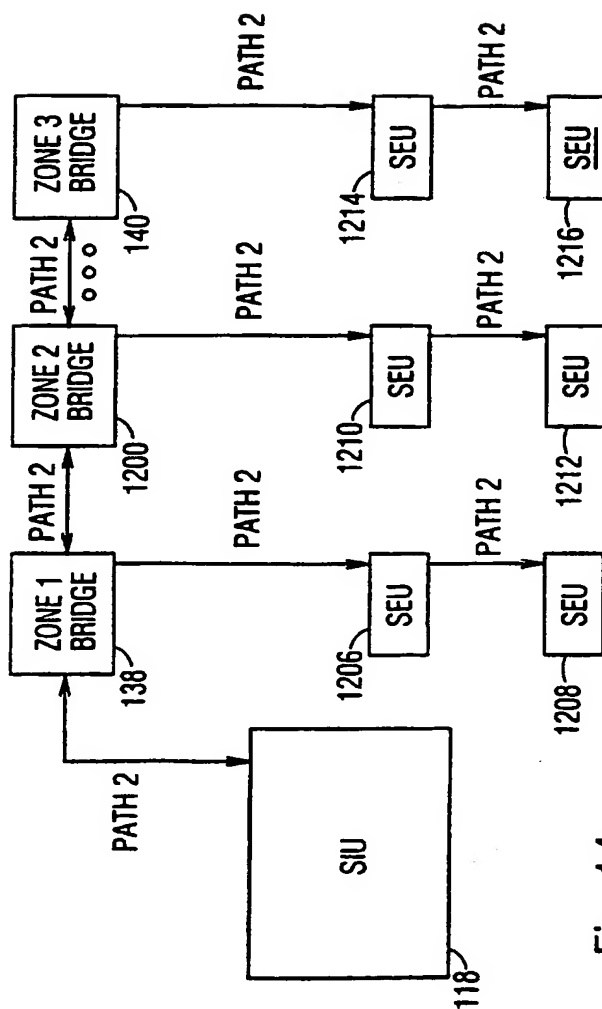 ZONE 1
BRIDGE
138
PATH 2
ZONE 2
BRIDGE
1200
PATH 2
ZONE 3
BRIDGE
140
PATH 2
PATH 2
PATH 2
PATH 2
SIU
118
SEU
1206
SEU
1210
SEU
1214
PATH 2
PATH 2
PATH 2
SEU
1208
SEU
1212
SEU
1216